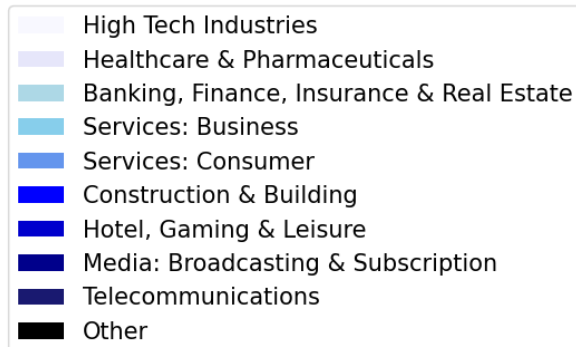 High Tech Industries
Healthcare & Pharmaceuticals
Banking, Finance, Insurance & Real Estate
Services: Business
Services: Consumer
Construction & Building
Hotel, Gaming & Leisure
Media: Broadcasting & Subscription
Telecommunications
Other